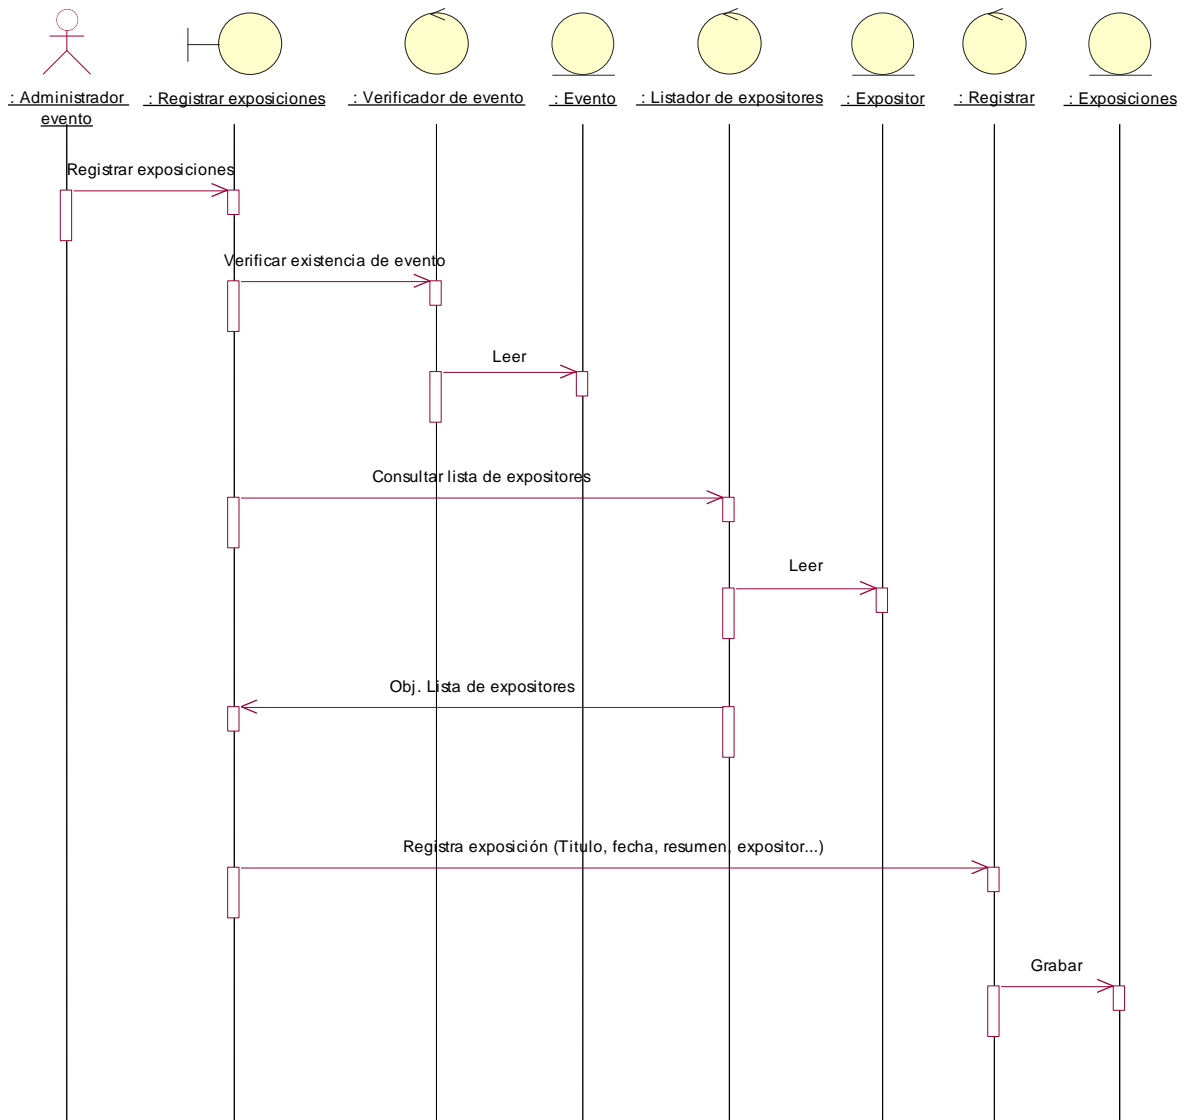 : Administrador
evento
: Registrar exposiciones
: Verificador de evento
: Evento
: Listador de expositores
: Expositor
: Registrar
: Exposiciones
Registrar exposiciones
Verificar existencia de evento
Leer
Consultar lista de expositores
Leer
Obj. Lista de expositores
Registra exposición (Titulo, fecha, resumen, expositor...)
Grabar